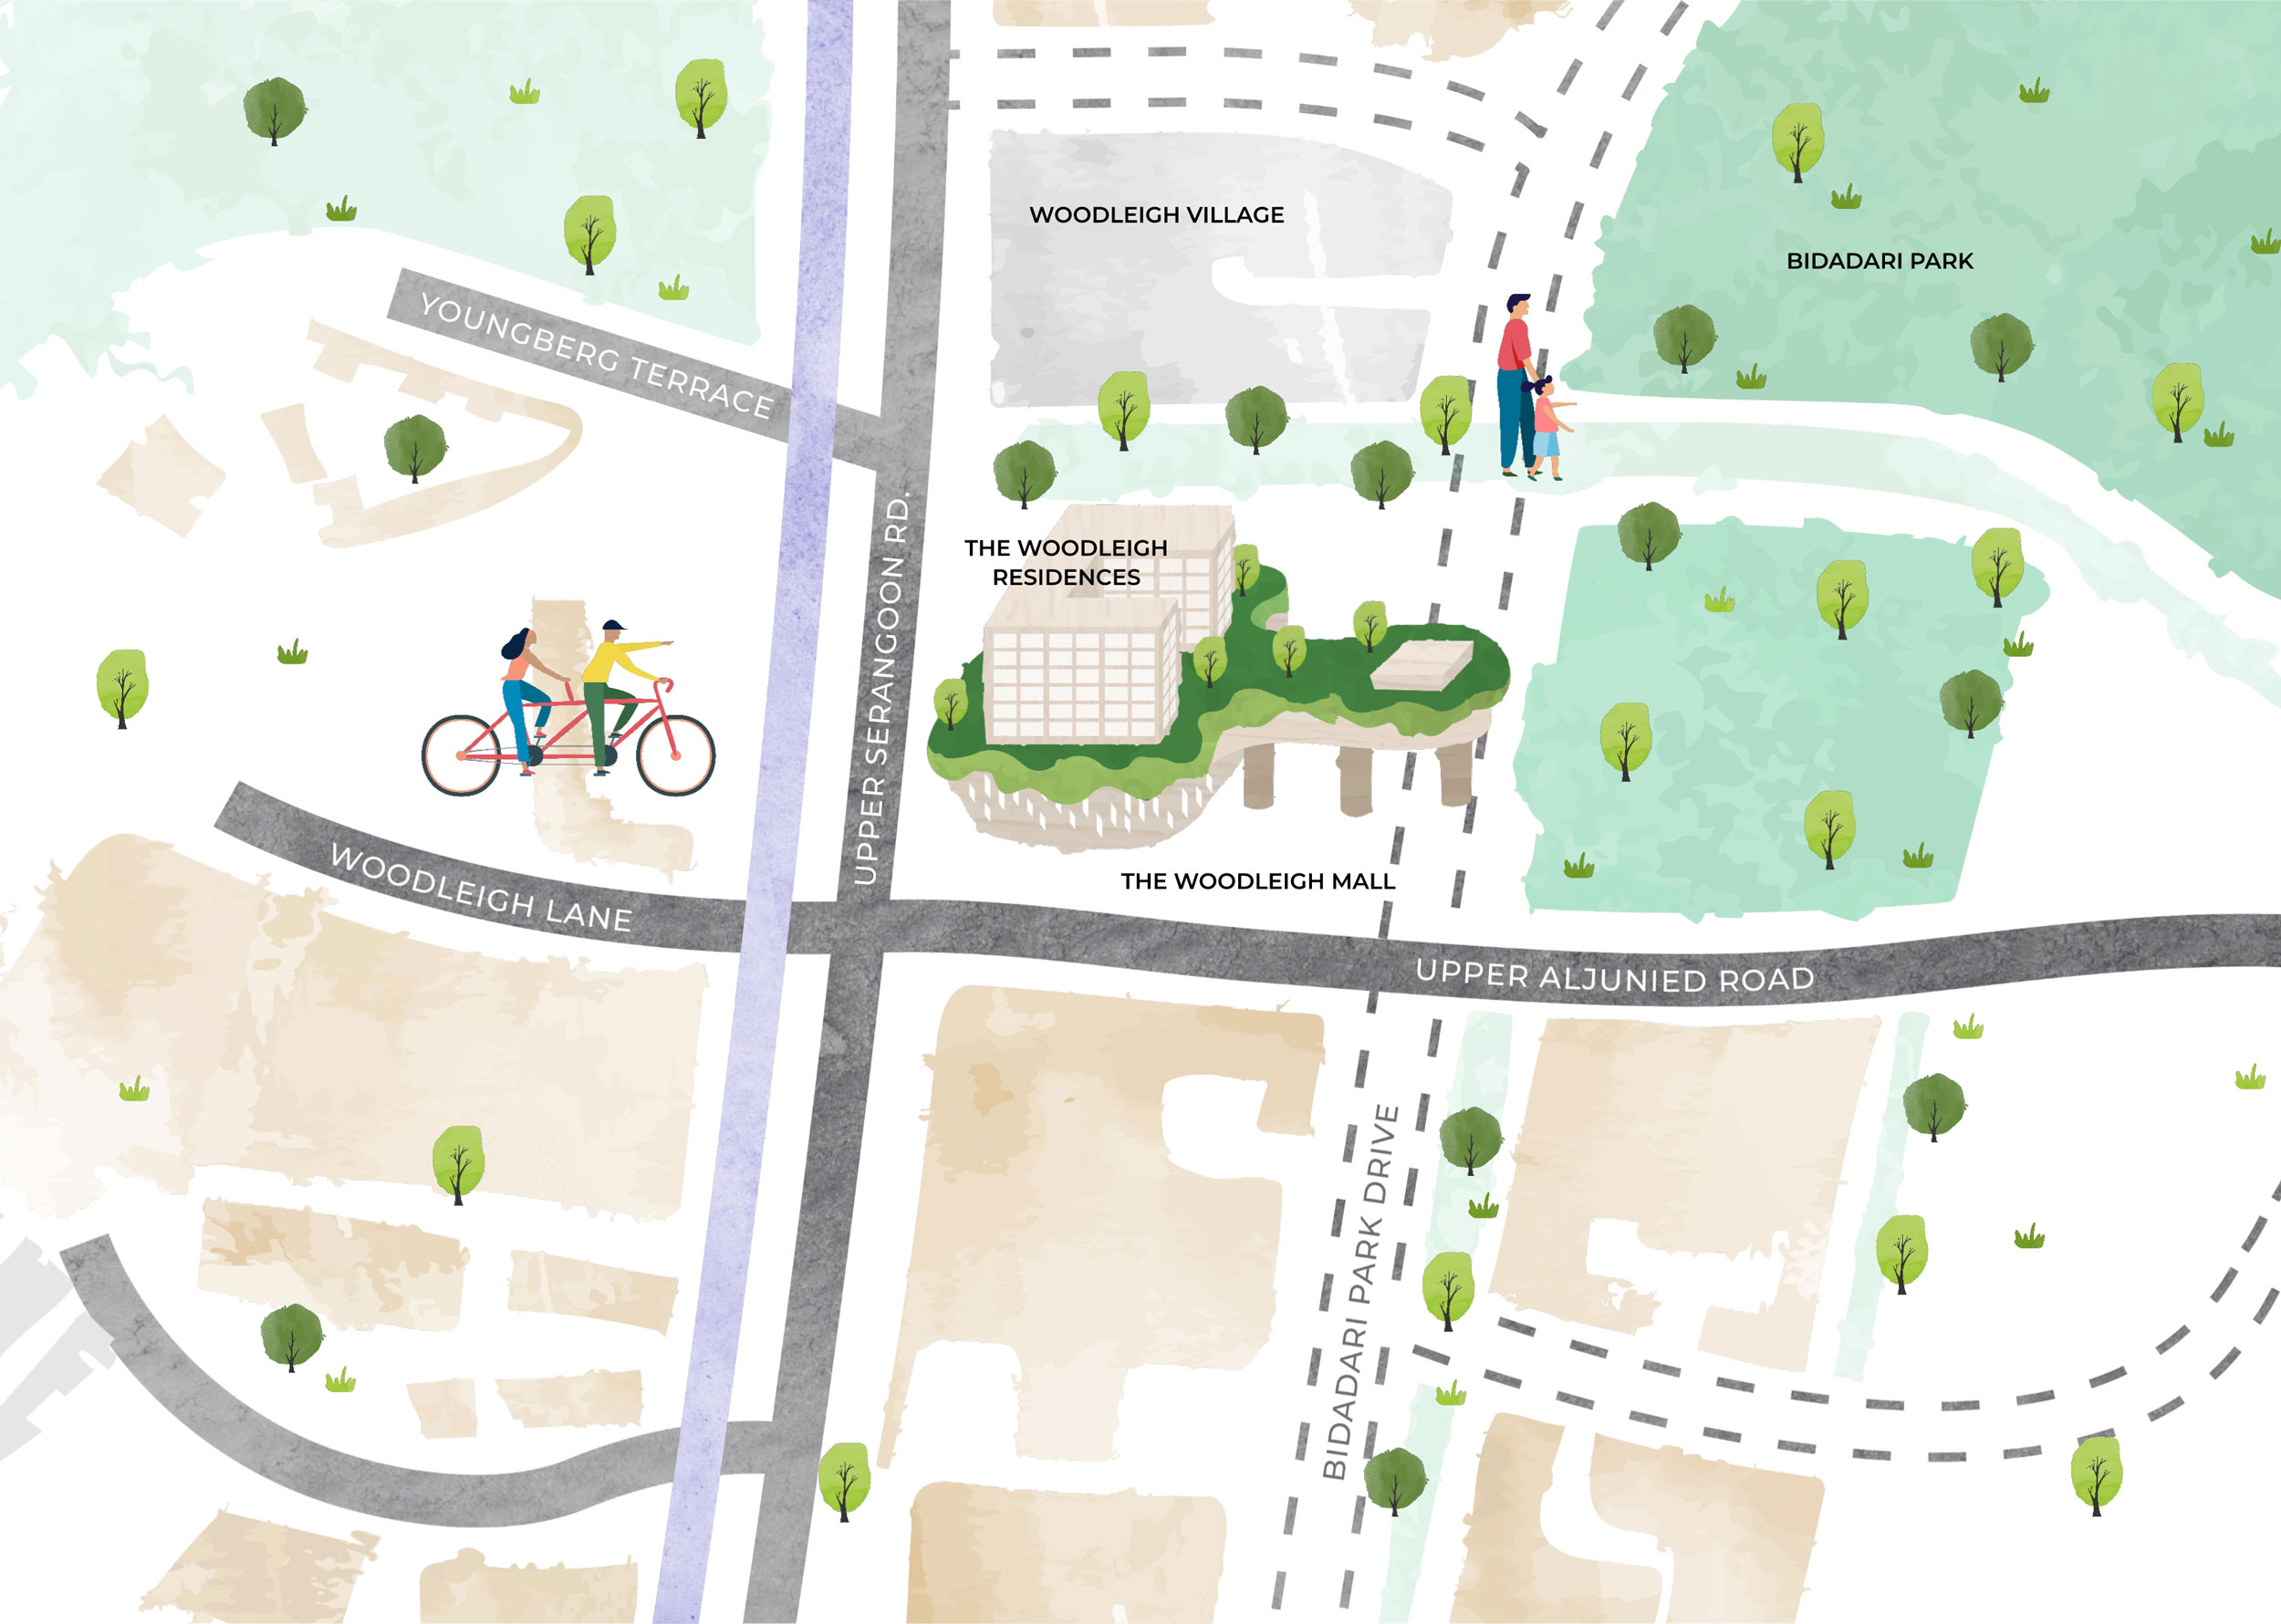 WOODLEIGH VILLAGE
BIDADARI PARK
YOUNGBERG TERRACE
THE WOODLEIGH
RESIDENCES
UPPER SERANGOON RD.
WOODLEIGH LANE
THE WOODLEIGH MALL
UPPER ALJUNIED ROAD
BIDADARI PARK DRIVE